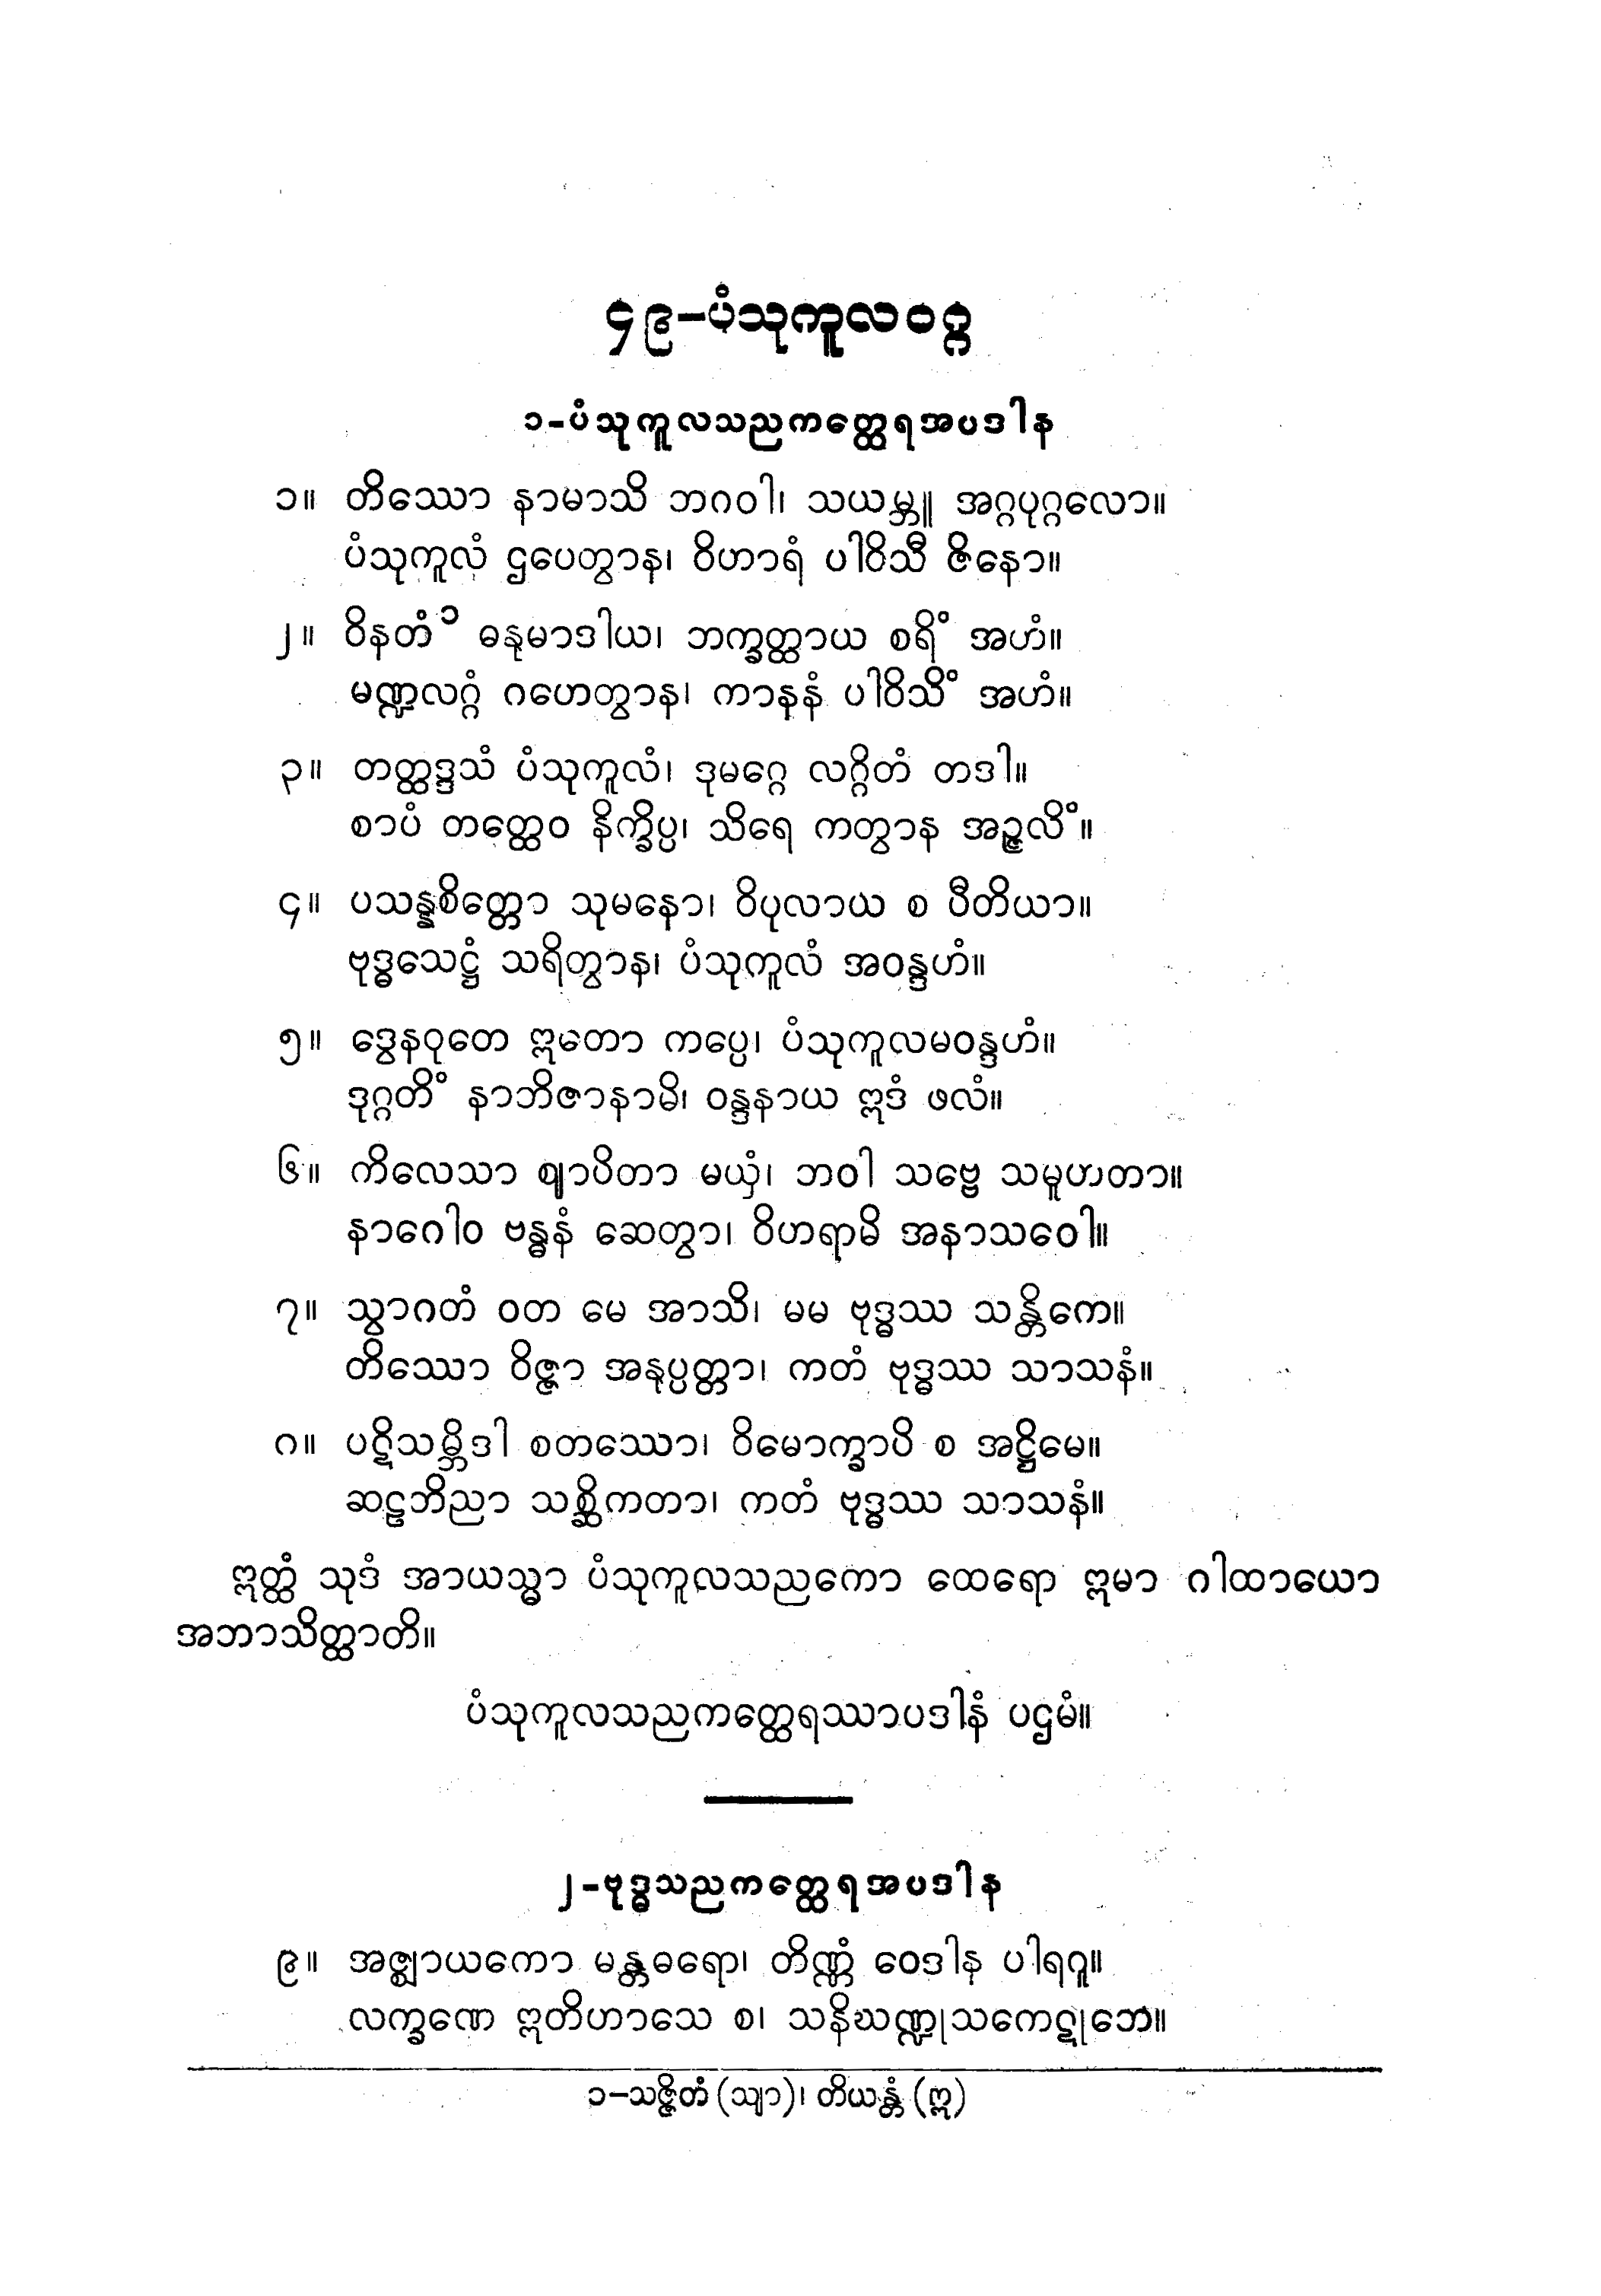 ၄၉-ပံသုကူလဝဂ္ဂ
၁-ပံသုကူလသညကတ္ထေရအပဒါန
၁။ တိဿော နာမာသိ ဘဂဝါ၊ သယမ္ဘူ အဂ္ဂပုဂ္ဂလော။
ပံသုကူလံ ဌပေတွာန၊ ဝိဟာရံ ပါဝိသီ ဇိနော။
၂။ ဝိနတံ ၁ ဓနုမာဒါယ၊ ဘက္ခတ္ထာယ စရိံ အဟံ။
မဏ္ဍလဂ္ဂံ ဂဟေတွာန၊ ကာနနံ ပါဝိသိံ အဟံ။
၃။ တတ္ထဒ္ဒသံ ပံသုကူလံ၊ ဒုမဂ္ဂေ လဂ္ဂိတံ တဒါ။
စာပံ တတ္ထေဝ နိက္ခိပ္ပ၊ သိရေ ကတွာန အဉ္ဇလိံ။
၄။ ပသန္နစိတ္တော သုမနော၊ ဝိပုလာယ စ ပီတိယာ။
ဗုဒ္ဓသေဋ္ဌံ သရိတွာန၊ ပံသုကူလံ အဝန္ဒဟံ။
၅။ ဒွေနဝုတေ ဣတော ကပ္ပေ၊ ပံသုကူလမဝန္ဒဟံ။
ဒုဂ္ဂတိံ နာဘိဇာနာမိ၊ ဝန္ဒနာယ ဣဒံ ဖလံ။
၆။ ကိလေသာ ဈာပိတာ မယှံ၊ ဘဝါ သဗ္ဗေ သမူဟတာ။
နာဂေါဝ ဗန္ဓနံ ဆေတွာ၊ ဝိဟရာမိ အနာသဝေါ။
၇။ သွာဂတံ ဝတ မေ အာသိ၊ မမ ဗုဒ္ဓဿ သန္တိကေ။
တိဿော ဝိဇ္ဇာ အနုပ္ပတ္တာ၊ ကတံ ဗုဒ္ဓဿ သာသနံ။
၈။ ပဋိသမ္ဘိဒါ စတဿော၊ ဝိမောက္ခာပိ စ အဋ္ဌိမေ။
ဆဠဘိညာ သစ္ဆိကတာ၊ ကတံ ဗုဒ္ဓဿ သာသနံ။
ဣတ္ထံ သုဒံ အာယသ္မာ ပံသုကူလသညကော ထေရော ဣမာ ဂါထာယော
အဘာသိတ္ထာတိ။
ပံသုကူလသညကတ္ထေရဿာပဒါနံ ပဌမံ။
၂-ဗုဒ္ဓသညကတ္ထေရအပဒါန
၉။ အဇ္ဈာယကော မန္တဓရော၊ တိဏ္ဏံ ဝေဒါန ပါရဂူ။
လက္ခဏေ ဣတိဟာသေ စ၊ သနိဃဏ္ဍုသကေဋုဘေ။
၁-သဇ္ဇိတံ (သျာ)၊ တိယန္တံ (ဣ)